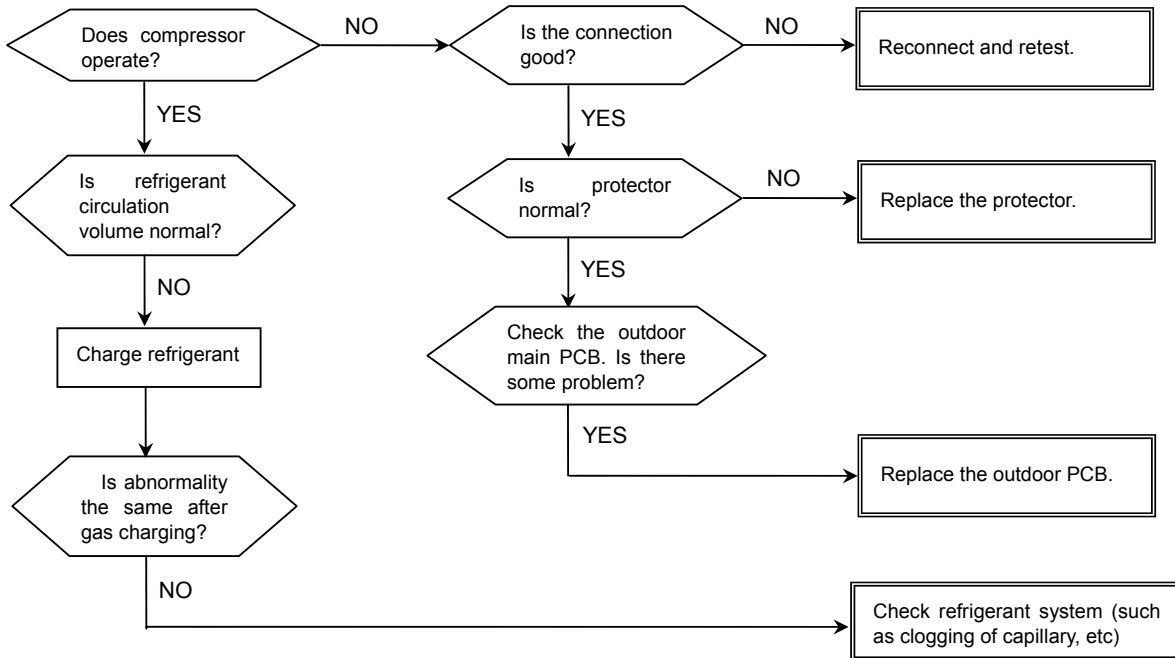 Does compressor
operate?
NO
Is the connection
good?
NO
Reconnect and retest.
YES
YES
Is refrigerant
circulation
volume normal?
Is protector
normal?
NO
Replace the protector.
NO
YES
Charge refrigerant
Check the outdoor
main PCB. Is there
some problem?
YES
Is abnormality
the same after
gas charging?
Replace the outdoor PCB.
NO
Check refrigerant system (such
as clogging of capillary, etc)